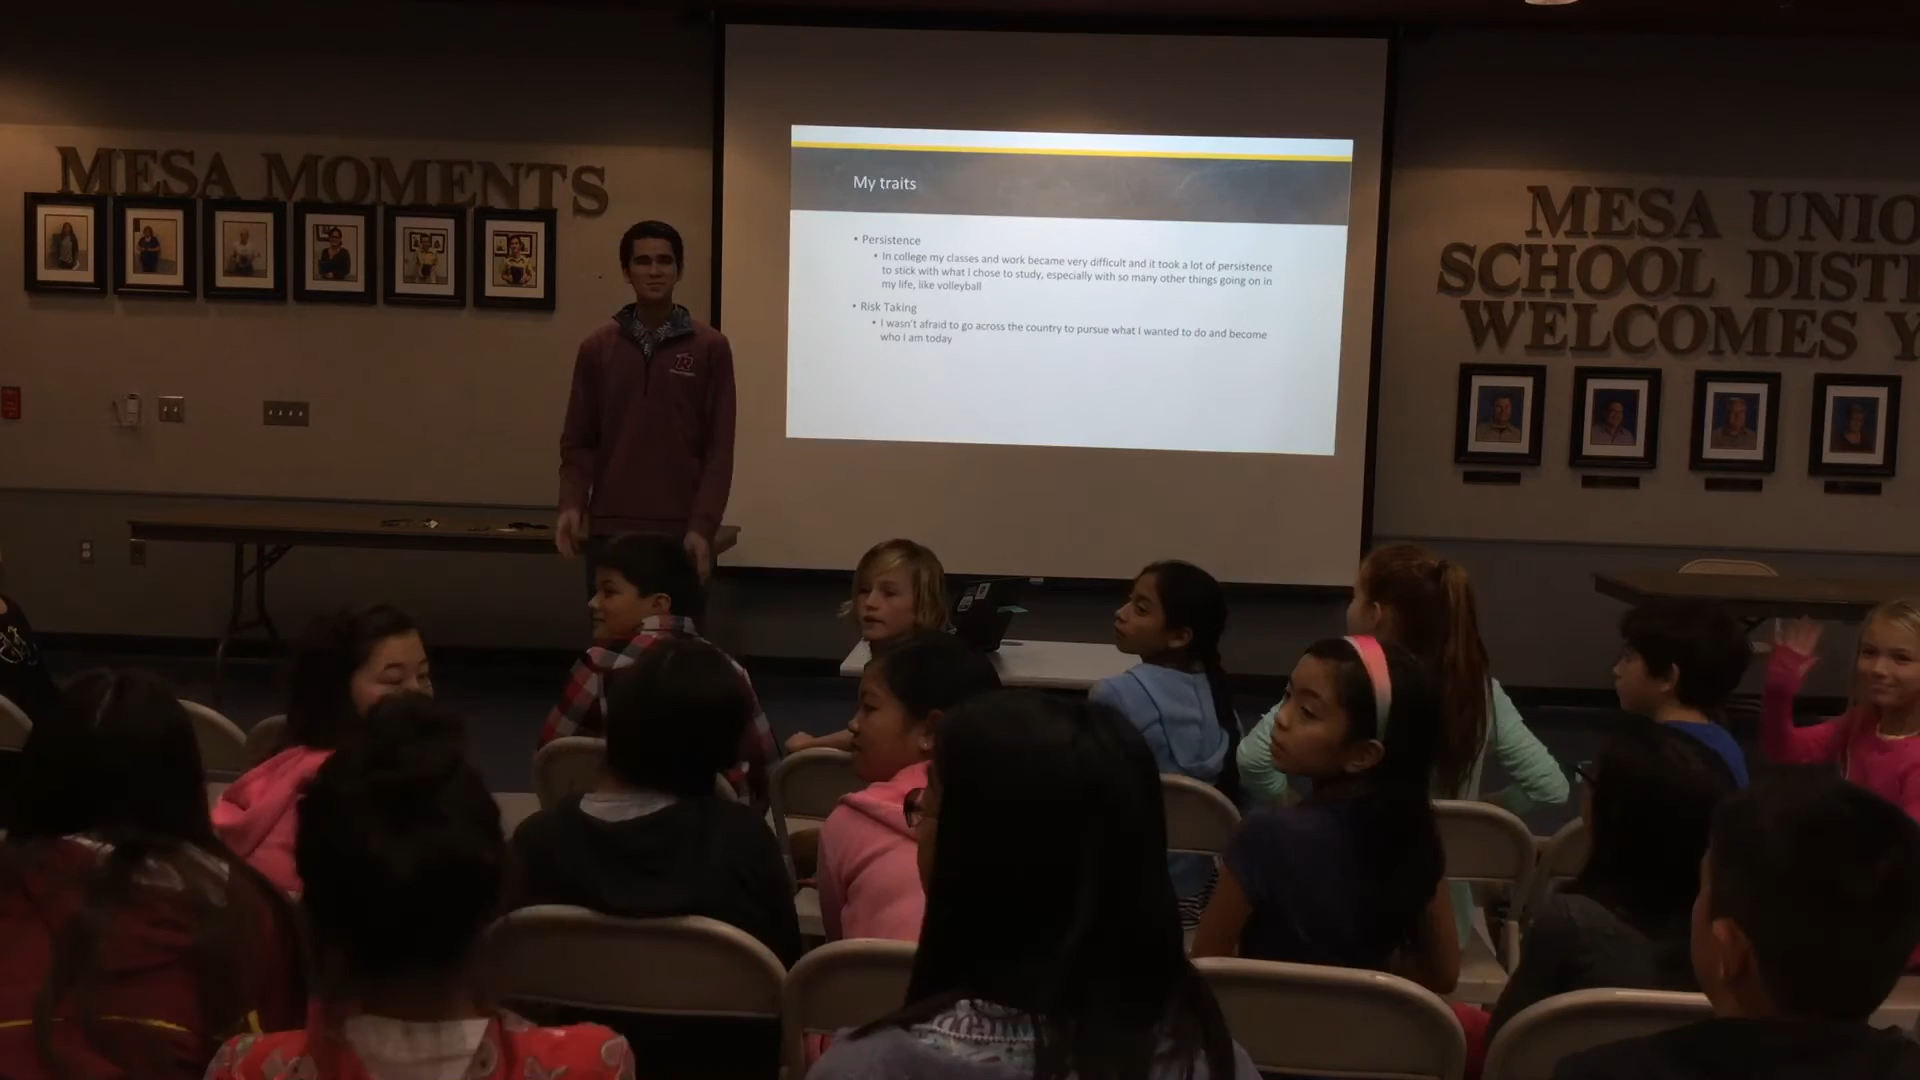 MESA MOMENTS
My traits
• Persistence
• In college my classes and work became very difficult and it took a lot of persistence
to stick with what I chose to study, especially with so many other things going on in
my life, like volleyball
• Risk Taking
• I wasn't afraid to go across the country to pursue what I wanted to do and become
who I am today
MESA UNIO
SCHOOL DISTR
WELCOMES Y